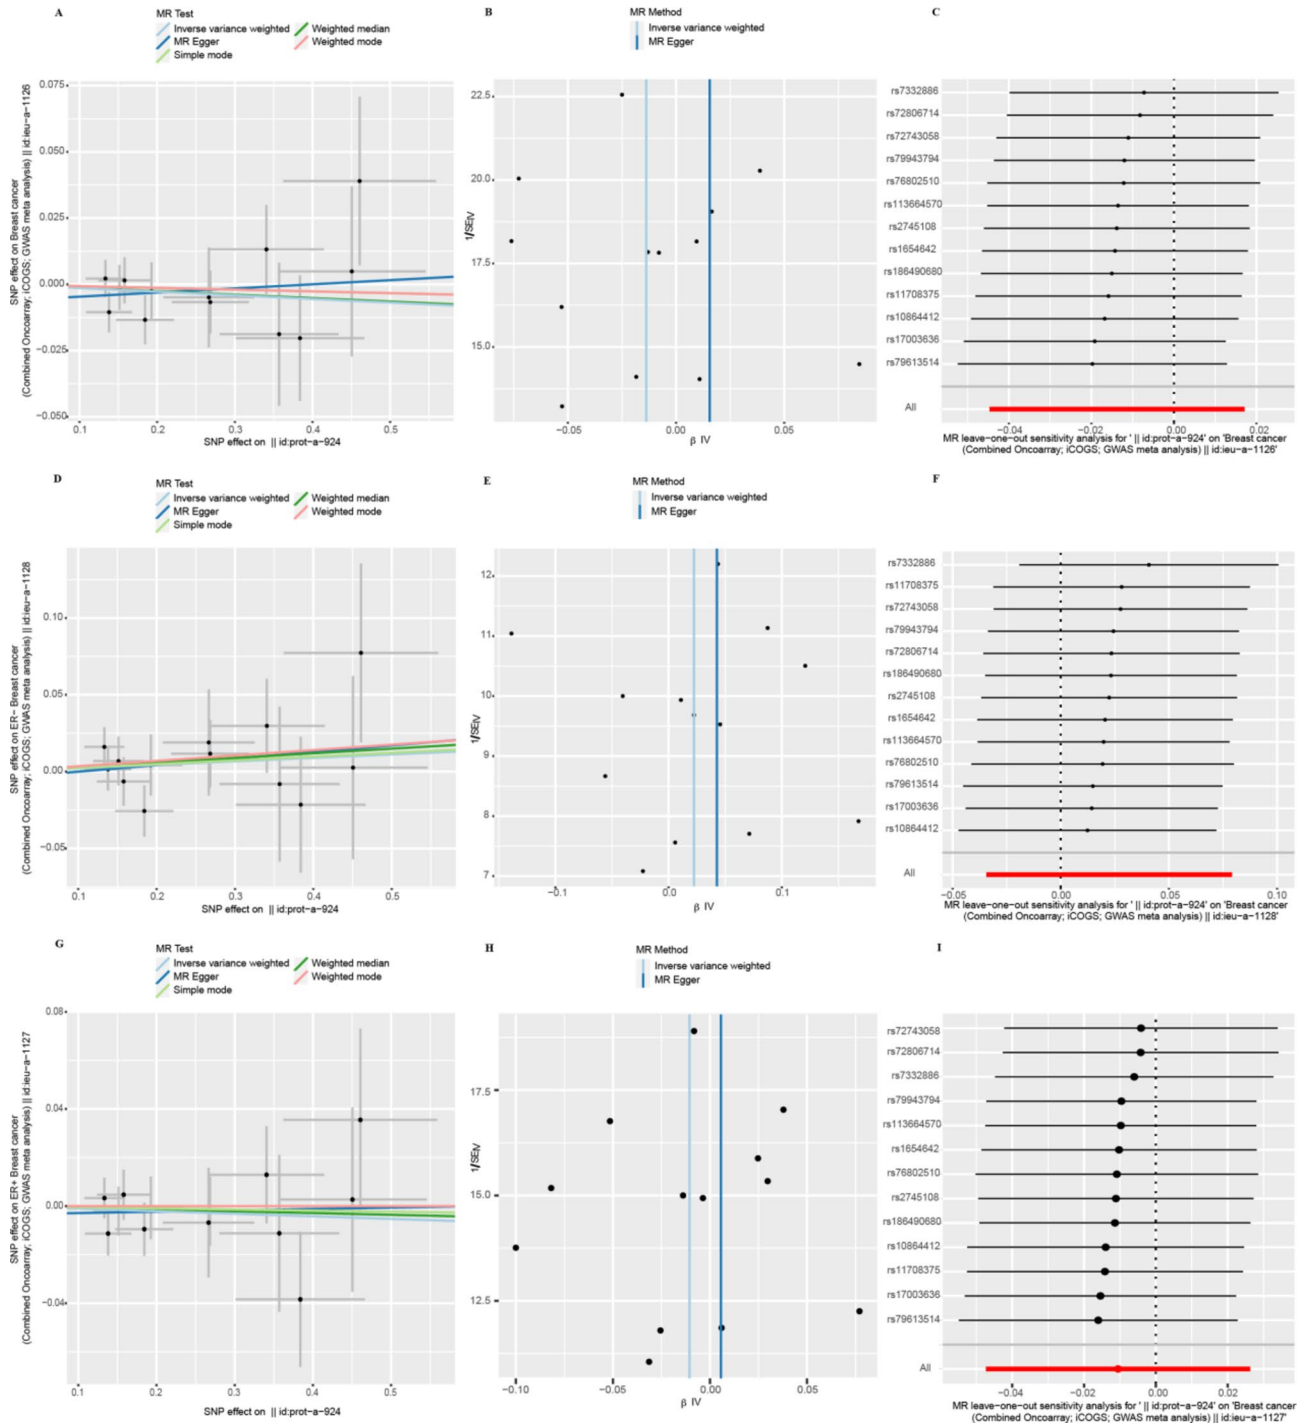 A
MR Test
Inverse variance weighted
Weighted median
MR Egger
Weighted mode
Simple mode
SNP effect on Breast cancer
(Combined Oncoarray; iCOGS; GWAS meta analysis) || id:ieu-a-1126
0.075
0.050
0.025
0.000
−0.025
−0.050
0.1
0.2
0.3
0.4
0.5
SNP effect on || id:prot-a-924
B
MR Method
Inverse variance weighted
MR Egger
1/SEIV
22.5
20.0
17.5
15.0
−0.05
0.00
0.05
β IV
C
rs7332886
rs72806714
rs72743058
rs79943794
rs76802510
rs113664570
rs2745108
rs1654642
rs186490680
rs11708375
rs10864412
rs17003636
rs79613514
All
−0.04
−0.02
0.00
0.02
MR leave-one-out sensitivity analysis for ' || id:prot-a-924' on 'Breast cancer
(Combined Oncoarray; iCOGS; GWAS meta analysis) || id:ieu-a-1126'
D
MR Test
Inverse variance weighted
Weighted median
MR Egger
Weighted mode
Simple mode
SNP effect on ER− Breast cancer
(Combined Oncoarray; iCOGS; GWAS meta analysis) || id:ieu-a-1128
0.10
0.05
0.00
−0.05
0.1
0.2
0.3
0.4
0.5
SNP effect on || id:prot-a-924
E
MR Method
Inverse variance weighted
MR Egger
1/SEIV
12
11
10
9
8
7
−0.1
0.0
0.1
β IV
F
rs7332886
rs11708375
rs72743058
rs79943794
rs72806714
rs186490680
rs2745108
rs1654642
rs113664570
rs76802510
rs79613514
rs17003636
rs10864412
All
−0.05
0.00
0.05
0.10
MR leave-one-out sensitivity analysis for ' || id:prot-a-924' on 'Breast cancer
(Combined Oncoarray; iCOGS; GWAS meta analysis) || id:ieu-a-1128'
G
MR Test
Inverse variance weighted
Weighted median
MR Egger
Weighted mode
Simple mode
SNP effect on ER+ Breast cancer
(Combined Oncoarray; iCOGS; GWAS meta analysis) || id:ieu-a-1127
0.08
0.04
0.00
−0.04
0.1
0.2
0.3
0.4
0.5
SNP effect on || id:prot-a-924
H
MR Method
Inverse variance weighted
MR Egger
1/SEIV
17.5
15.0
12.5
−0.10
−0.05
0.00
0.05
β IV
I
rs72743058
rs72806714
rs7332886
rs79943794
rs113664570
rs1654642
rs76802510
rs2745108
rs186490680
rs10864412
rs11708375
rs17003636
rs79613514
All
−0.04
−0.02
0.00
0.02
MR leave-one-out sensitivity analysis for ' || id:prot-a-924' on 'Breast cancer
(Combined Oncoarray; iCOGS; GWAS meta analysis) || id:ieu-a-1127'